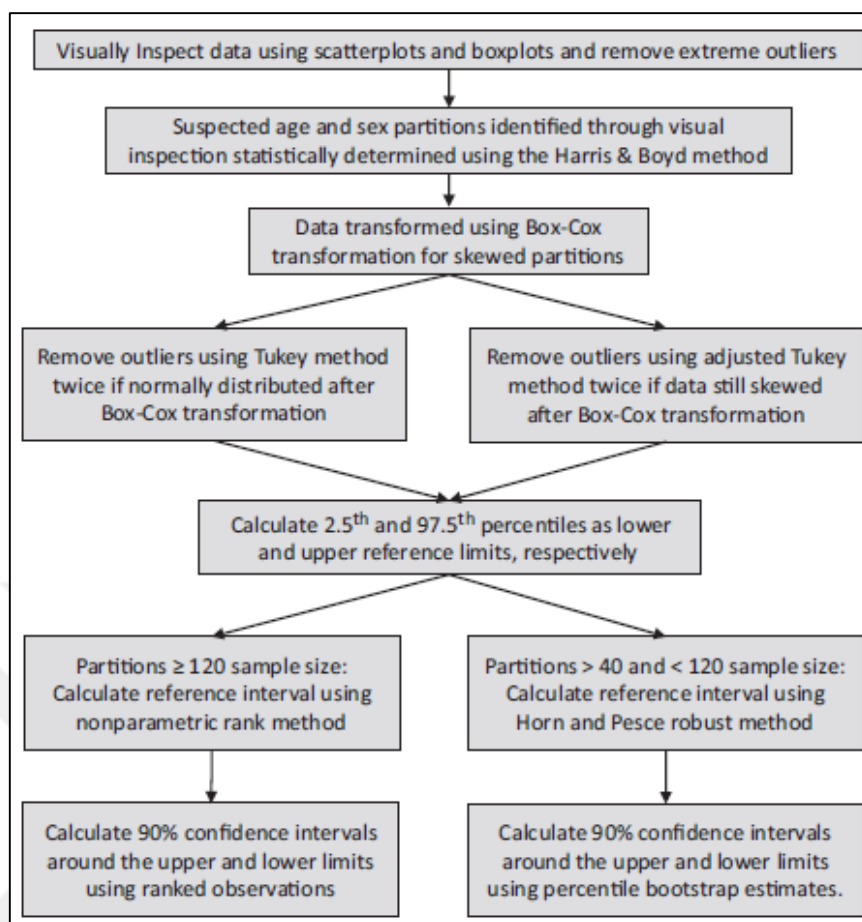 Visually Inspect data using scatterplots and boxplots and remove extreme outliers
Suspected age and sex partitions identified through visual
inspection statistically determined using the Harris & Boyd method
Data transformed using Box-Cox
transformation for skewed partitions
Remove outliers using Tukey method
twice if normally distributed after
Box-Cox transformation
Remove outliers using adjusted Tukey
method twice if data still skewed
after Box-Cox transformation
Calculate 2.5th and 97.5th percentiles as lower
and upper reference limits, respectively
Partitions ≥ 120 sample size:
Calculate reference interval using
nonparametric rank method
Partitions > 40 and < 120 sample size:
Calculate reference interval using
Horn and Pesce robust method
Calculate 90% confidence intervals
around the upper and lower limits
using ranked observations
Calculate 90% confidence intervals
around the upper and lower limits
using percentile bootstrap estimates.